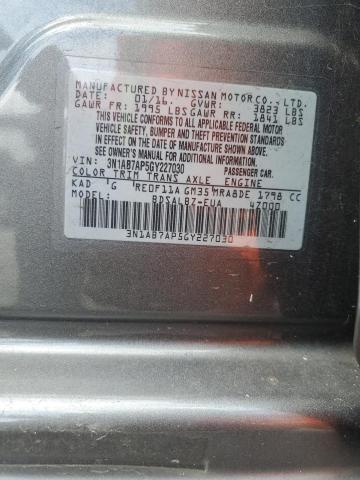 MANUFACTURED BY NISSAN MOTOR CO., LTD.
DATE: 01/16. GVWR: 3823 LBS
GAWR FR: 1995 LBS GAWR RR: 1841 LBS
THIS VEHICLE CONFORMS TO ALL APPLICABLE FEDERAL
SAFETY, BUMPER AND THEFT PREVENTION STANDARDS IN
EFFECT ON THE DATE OF MANUFACTURE SHOWN ABOVE.
SEE OWNER'S MANUAL FOR ADDITIONAL INFORMATION.
VIN: 3N1AB7AP5GY227030 PASSENGER CAR.
COLOR TRIM TRANS AXLE ENGINE
KAD G RE0F11A GM35 MRA8DE 1798 CC
MODEL: BDSALBZ-EUA 4Z000
3N1AB7AP5GY227030